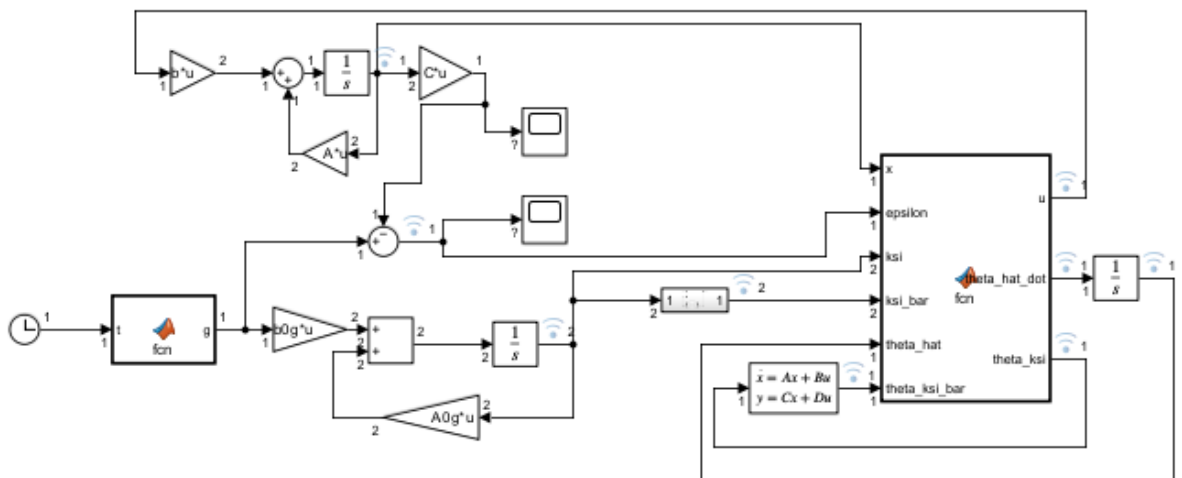 b*u
1
2
+
+
1
1
1
1
s
1
2
C*u
1
A*u
2
2
?
?
1
+
−
1
1
1
1
t
g
fcn
1
1
b0g*u
1
2
+
+
2
2
2
2
1
s
2
A0g*u
2
2
2
1
1
2
x
1
epsilon
1
ksi
2
ksi_bar
2
theta_hat
1
theta_ksi_bar
1
fcn
u
1
theta_hat_dot
1
1
1
s
1
theta_ksi
1
ẋ = Ax + Bu
y = Cx + Du
1
1